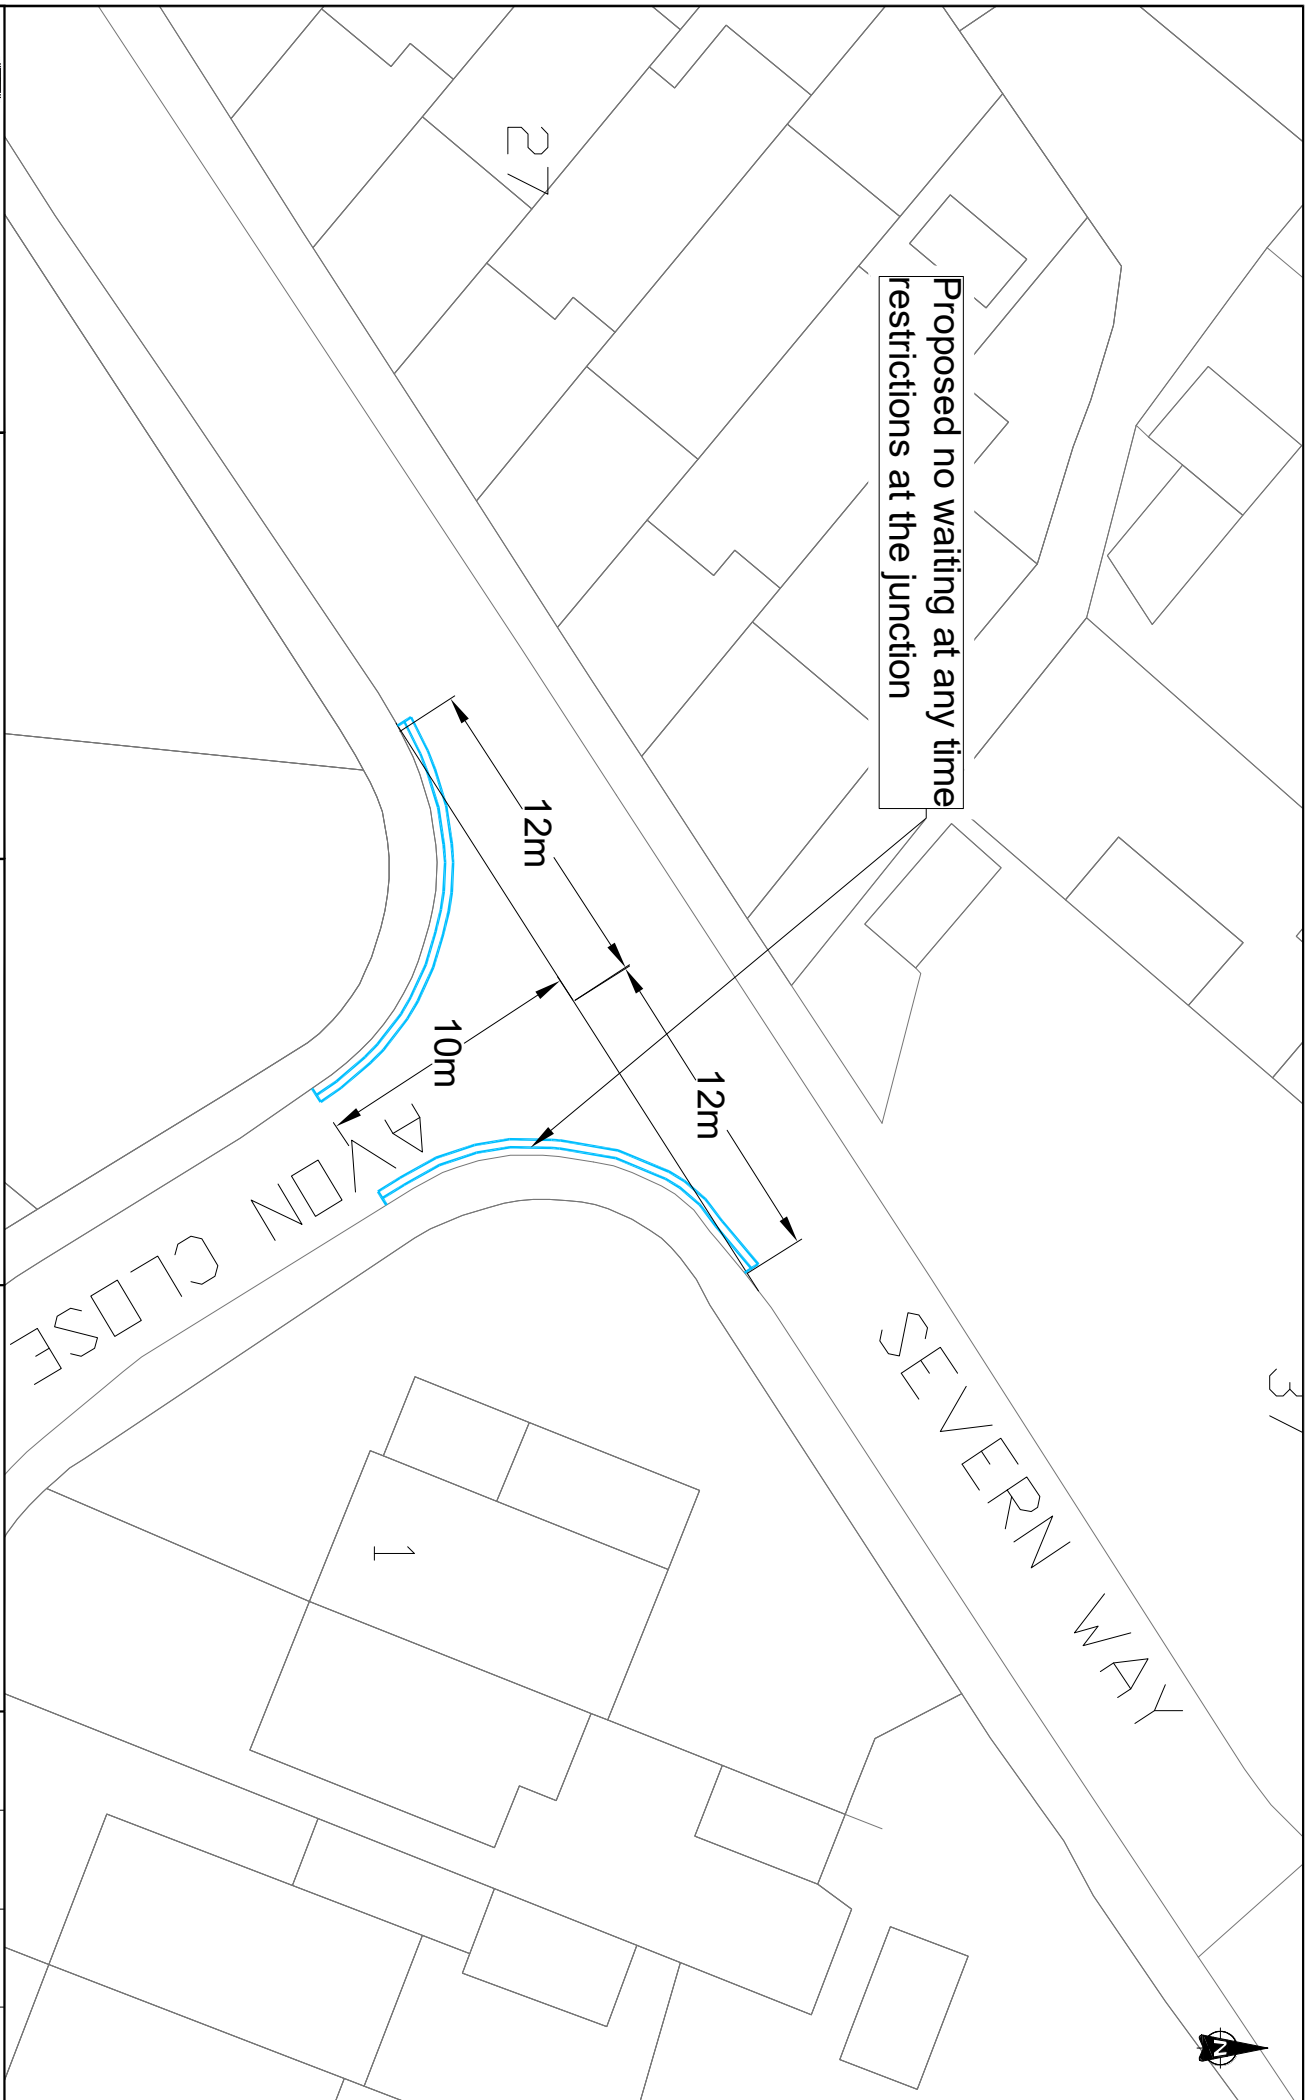 Proposed no waiting at any time
restrictions at the junction
27
12m
12m
10m
AVON CLOSE
SEVERN WAY
1
N